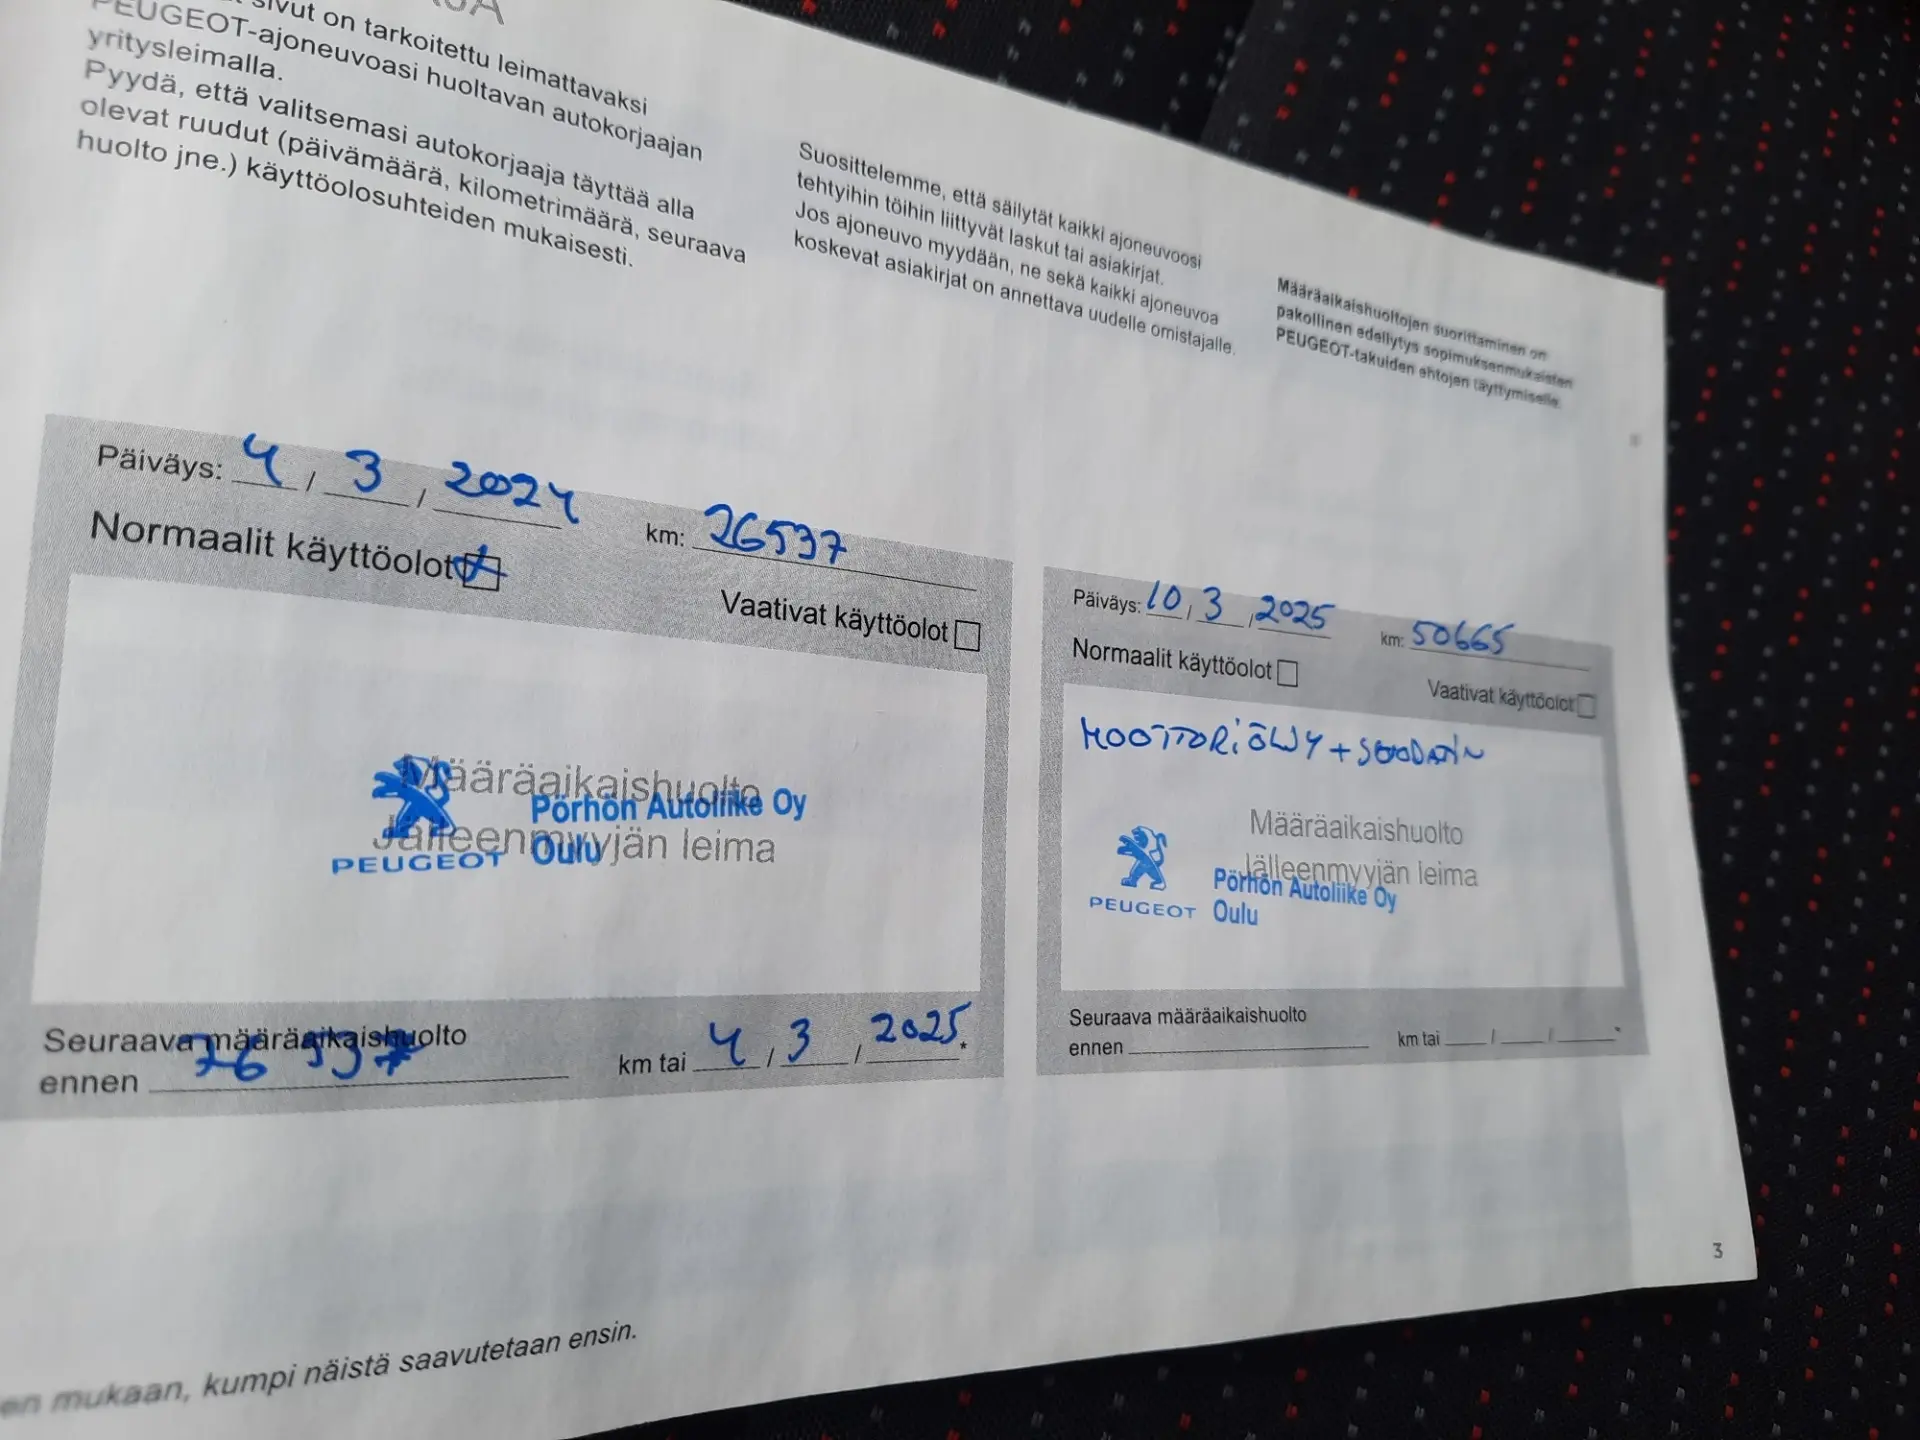 sivut on tarkoitettu leimattavaksi
PEUGEOT-ajoneuvoasi huoltavan autokorjaajan
yritysleimalla.
Pyydä, että valitsemasi autokorjaaja täyttää alla
olevat ruudut (päivämäärä, kilometrimäärä, seuraava
huolto jne.) käyttöolosuhteiden mukaisesti.
Suosittelemme, että säilytät kaikki ajoneuvoosi
tehtyihin töihin liittyvät laskut tai asiakirjat.
Jos ajoneuvo myydään, ne sekä kaikki ajoneuvoa
koskevat asiakirjat on annettava uudelle omistajalle.
Määräaikaishuoltojen suorittaminen on
pakollinen edellytys sopimuksenmukaisten
PEUGEOT-takuiden ehtojen täyttymiselle.
Päiväys: 4 / 3 / 2024 km: 26537
Normaalit käyttöolot Vaativat käyttöolot
Määräaikaishuolto
Jälleenmyyjän leima
PEUGEOT
Pörhön Autoliike Oy
Oulu
Seuraava määräaikaishuolto
ennen 76 537 km tai 4 / 3 / 2025.*
Päiväys: 10 / 3 / 2025 km: 50665
Normaalit käyttöolot Vaativat käyttöolot
MOOTTORIÖLJY + SUODATIN
Määräaikaishuolto
Jälleenmyyjän leima
PEUGEOT
Pörhön Autoliike Oy
Oulu
Seuraava määräaikaishuolto
ennen km tai / / *
3
en mukaan, kumpi näistä saavutetaan ensin.